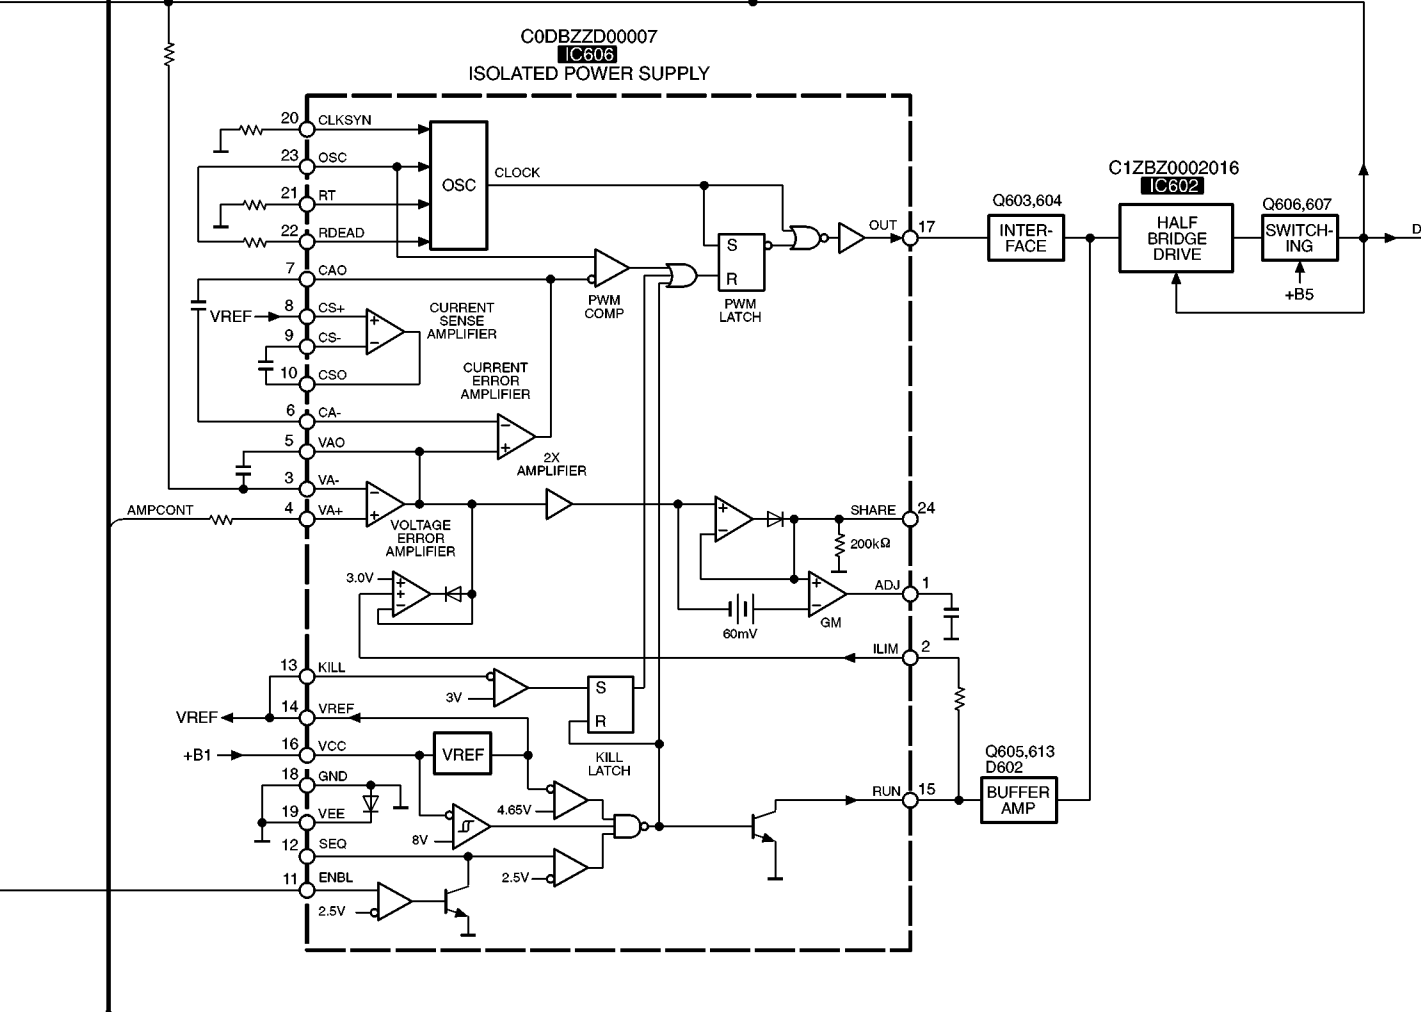 C0DBZZD00007
IC606
ISOLATED POWER SUPPLY
20 CLKSYN
23 OSC
21 RT
22 RDEAD
OSC
CLOCK
7 CAO
VREF
8 CS+
9 CS-
10 CSO
+
−
CURRENT
SENSE
AMPLIFIER
CURRENT
ERROR
AMPLIFIER
6 CA-
5 VAO
−
+
2X
AMPLIFIER
PWM
COMP
S
R
PWM
LATCH
OUT 17
Q603,604
INTER-
FACE
C1ZBZ0002016
IC602
HALF
BRIDGE
DRIVE
Q606,607
SWITCH-
ING
+B5
D
3 VA-
AMPCONT
4 VA+
−
+
VOLTAGE
ERROR
AMPLIFIER
3.0V
+
+
−
+
−
SHARE 24
200kΩ
60mV
+
−
GM
ADJ 1
ILIM 2
13 KILL
3V
S
R
KILL
LATCH
VREF
14 VREF
+B1
16 VCC
VREF
18 GND
19 VEE
4.65V
8V
12 SEQ
2.5V
11 ENBL
2.5V
RUN 15
Q605,613
D602
BUFFER
AMP